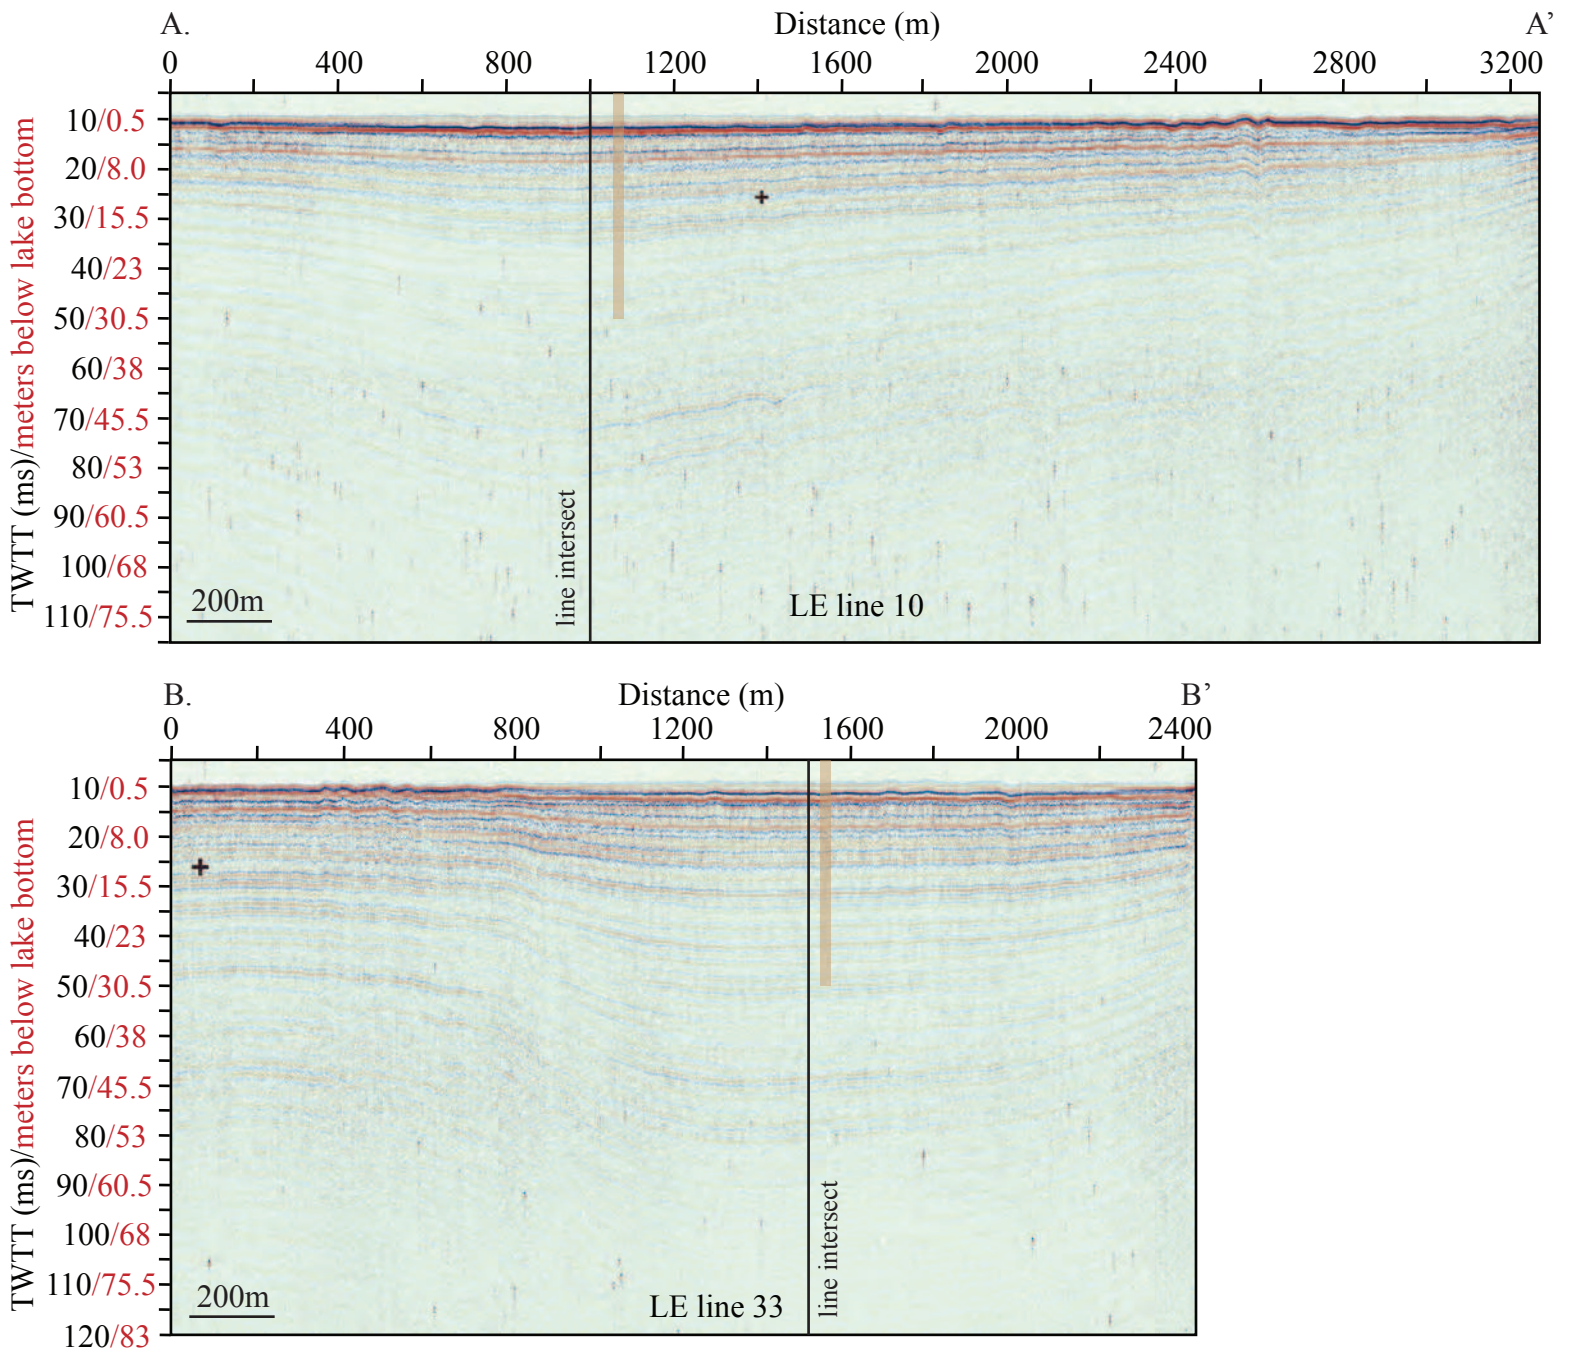 A.
Distance (m)
A’
0 400 800 1200 1600 2000 2400 2800 3200
TWTT (ms)/meters below lake bottom
10/0.5
20/8.0
30/15.5
40/23
50/30.5
60/38
70/45.5
80/53
90/60.5
100/68
110/75.5
line intersect
200m
LE line 10
B.
Distance (m)
B’
0 400 800 1200 1600 2000 2400
TWTT (ms)/meters below lake bottom
10/0.5
20/8.0
30/15.5
40/23
50/30.5
60/38
70/45.5
80/53
90/60.5
100/68
110/75.5
120/83
line intersect
200m
LE line 33